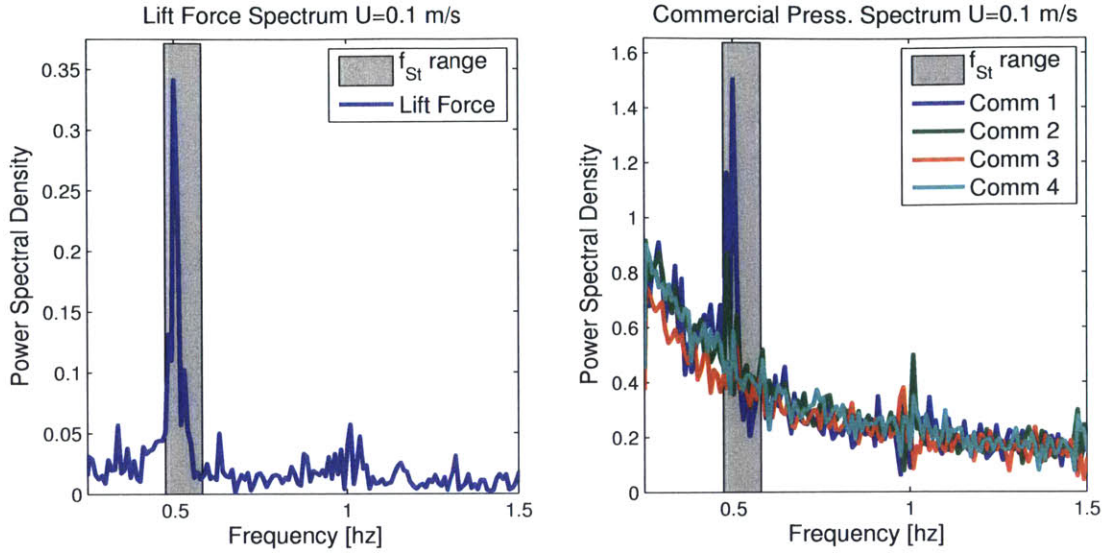 Lift Force Spectrum U=0.1 m/s
0.35
0.3
0.25
0.2
0.15
0.1
0.05
0
0.5
1
1.5
Power Spectral Density
Frequency [hz]
fSt range
Lift Force
Commercial Press. Spectrum U=0.1 m/s
1.6
1.4
1.2
1
0.8
0.6
0.4
0.2
0
0.5
1
1.5
Power Spectral Density
Frequency [hz]
fSt range
Comm 1
Comm 2
Comm 3
Comm 4